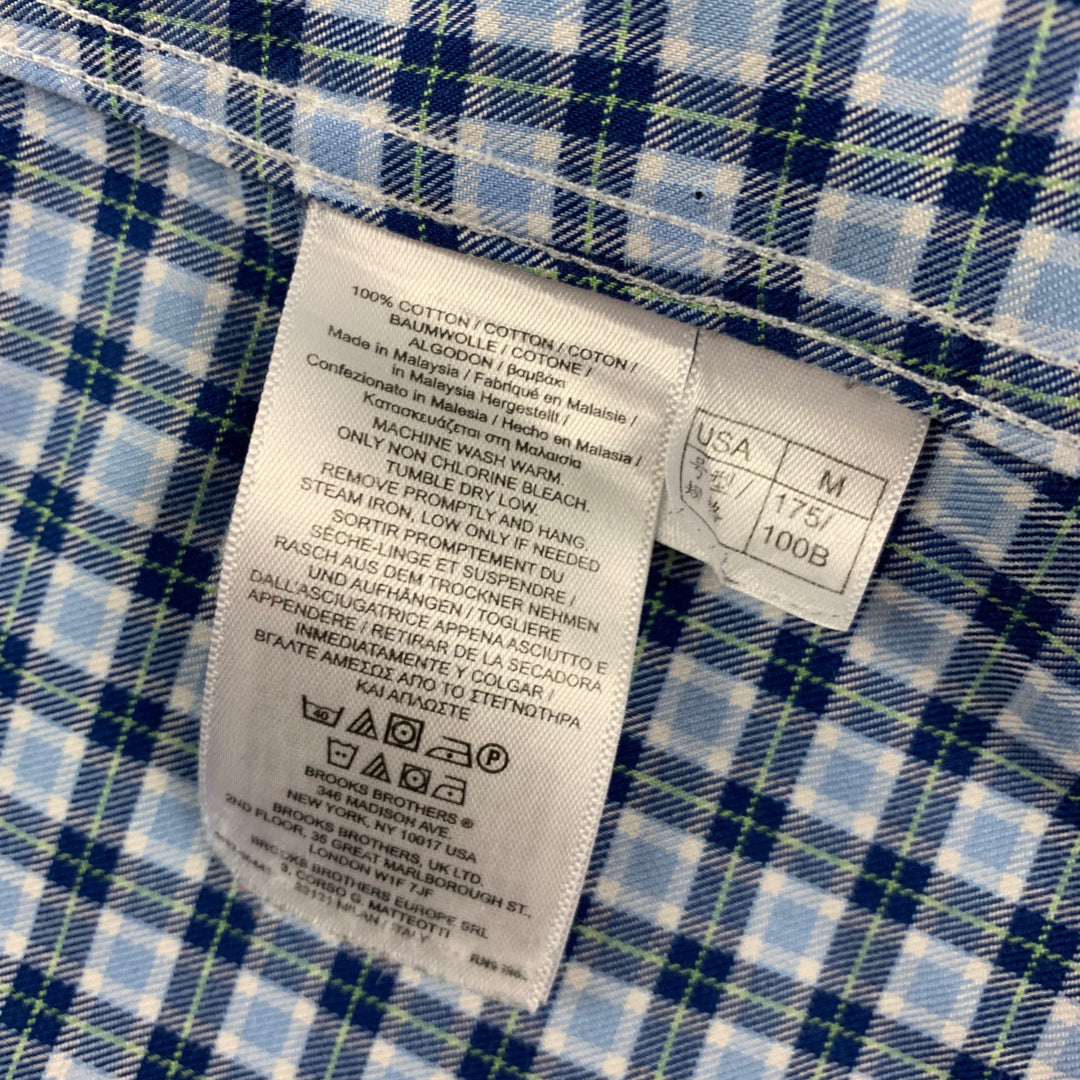 100% COTTON / COTTON / COTON /
BAUMWOLLE / COTONE /
ALGODON / βαμβάκι
Made in Malaysia / Fabriqué en Malaisie /
in Malaysia Hergestellt /
Confezionato in Malesia / Hecho en Malasia /
Κατασκευάζεται στη Μαλαισία
MACHINE WASH WARM.
ONLY NON CHLORINE BLEACH.
TUMBLE DRY LOW.
REMOVE PROMPTLY AND HANG.
STEAM IRON, LOW ONLY IF NEEDED
SORTIR PROMPTEMENT DU
SÈCHE-LINGE ET SUSPENDRE /
RASCH AUS DEM TROCKNER NEHMEN
UND AUFHÄNGEN / TOGLIERE
DALL'ASCIUGATRICE APPENA ASCIUTTO E
APPENDERE / RETIRAR DE LA SECADORA
INMEDIATAMENTE Y COLGAR /
ΒΓΑΛΤΕ ΑΜΕΣΩΣ ΑΠΟ ΤΟ ΣΤΕΓΝΩΤΗΡΑ
ΚΑΙ ΑΠΛΩΣΤΕ
40 P
BROOKS BROTHERS ®
346 MADISON AVE.
NEW YORK, NY 10017 USA
BROOKS BROTHERS, UK LTD
2ND FLOOR, 35 GREAT MARLBOROUGH ST.,
LONDON W1F 7JF
BROOKS BROTHERS EUROPE SRL
3, CORSO G. MATTEOTTI
20121 MILAN / ITALY
USA M
号型/ 175/
100B